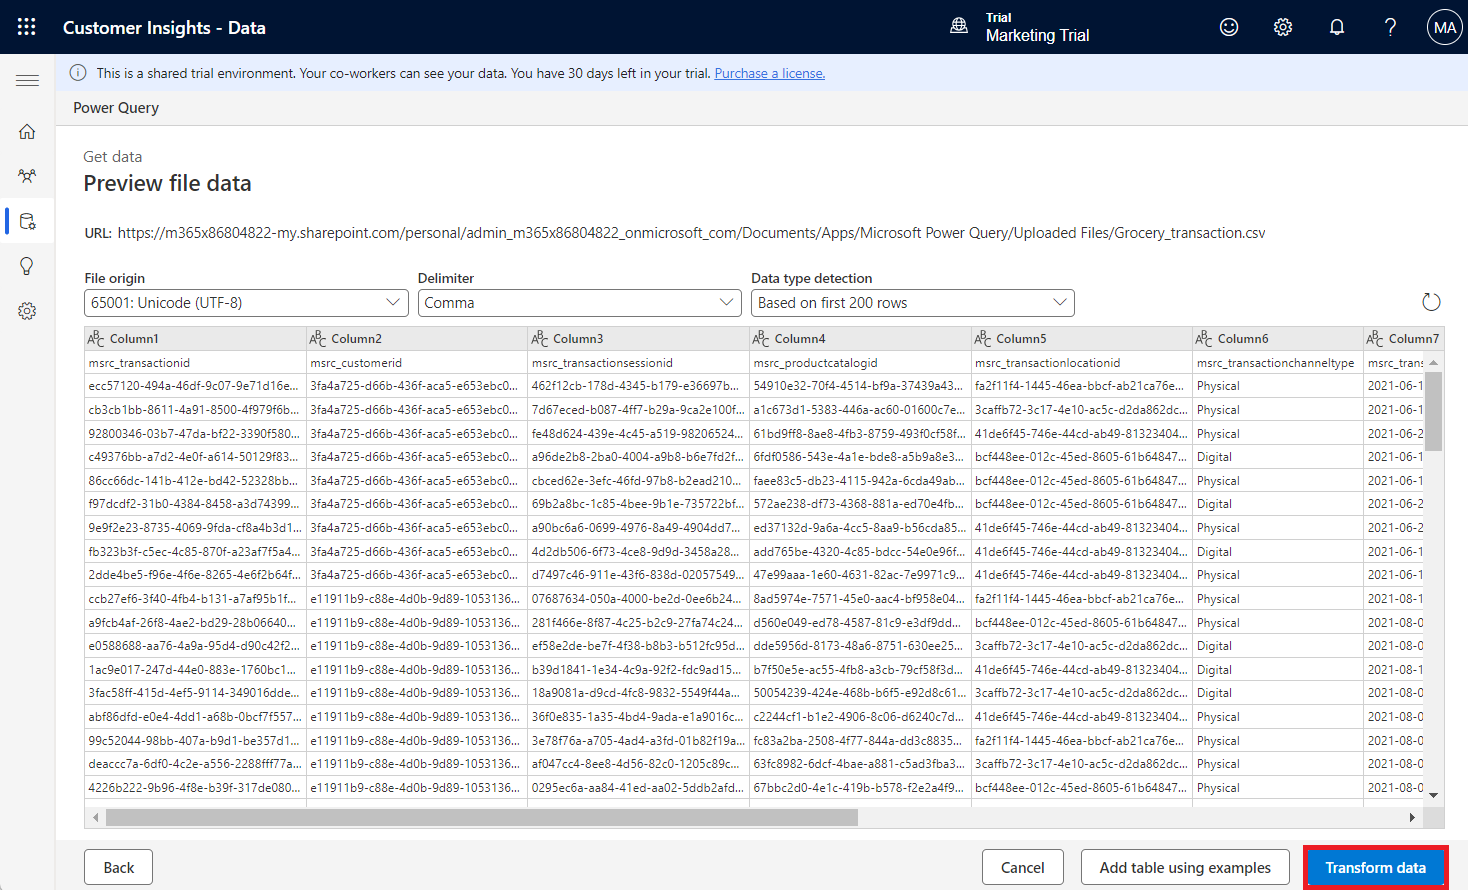 Customer Insights - Data
Trial
Marketing Trial
MA
This is a shared trial environment. Your co-workers can see your data. You have 30 days left in your trial. Purchase a license.
Power Query
Get data
Preview file data
URL: https://m365x86804822-my.sharepoint.com/personal/admin_m365x86804822_onmicrosoft_com/Documents/Apps/Microsoft Power Query/Uploaded Files/Grocery_transaction.csv
File origin Delimiter Data type detection
65001: Unicode (UTF-8) Comma Based on first 200 rows
ABC Column1 ABC Column2 ABC Column3 ABC Column4 ABC Column5 ABC Column6 ABC Column7
msrc_transactionid msrc_customerid msrc_transactionsessionid msrc_productcatalogid msrc_transactionlocationid msrc_transactionchanneltype msrc_trans
ecc57120-494a-46df-9c07-9e71d16e... 3fa4a725-d66b-436f-aca5-e653ebc0... 462f12cb-178d-4345-b179-e36697b... 54910e32-70f4-4514-bf9a-37439a43... fa2f11f4-1445-46ea-bbcf-ab21ca76e... Physical 2021-06-1
cb3cb1bb-8611-4a91-8500-4f979f6b... 3fa4a725-d66b-436f-aca5-e653ebc0... 7d67eced-b087-4ff7-b29a-9ca2e100f... a1c673d1-5383-446a-ac60-01600c7e... 3caffb72-3c17-4e10-ac5c-d2da862dc... Physical 2021-06-1
92800346-03b7-47da-bf22-3390f580... 3fa4a725-d66b-436f-aca5-e653ebc0... fe48d624-439e-4c45-a519-98206524... 61bd9ff8-8ae8-4fb3-8759-493f0cf58f... 41de6f45-746e-44cd-ab49-81323404... Physical 2021-06-2
c49376bb-a7d2-4e0f-a614-50129f83... 3fa4a725-d66b-436f-aca5-e653ebc0... a96de2b8-2ba0-4004-a9b8-b6e7fd2f... 6fdf0586-543e-4a1e-bde8-a5b9a8e3... bcf448ee-012c-45ed-8605-61b64847... Digital 2021-06-1
86cc66dc-141b-412e-bd42-52328bb... 3fa4a725-d66b-436f-aca5-e653ebc0... cbced62e-3efc-46fd-97b8-b2ead210... faee83c5-db23-4115-942a-6cda49ab... bcf448ee-012c-45ed-8605-61b64847... Physical 2021-06-1
f97dcdf2-31b0-4384-8458-a3d74399... 3fa4a725-d66b-436f-aca5-e653ebc0... 69b2a8bc-1c85-4bee-9b1e-735722bf... 572ae238-df73-4368-881a-ed70e4fb... bcf448ee-012c-45ed-8605-61b64847... Digital 2021-06-2
9e9f2e23-8735-4069-9fda-cf8a4b3d1... 3fa4a725-d66b-436f-aca5-e653ebc0... a90bc6a6-0699-4976-8a49-4904dd7... ed37132d-9a6a-4cc5-8aa9-b56cda85... 41de6f45-746e-44cd-ab49-81323404... Physical 2021-06-2
fb323b3f-c5ec-4c85-870f-a23af7f5a4... 3fa4a725-d66b-436f-aca5-e653ebc0... 4d2db506-6f73-4ce8-9d9d-3458a28... add765be-4320-4c85-bdcc-54e0e96f... 41de6f45-746e-44cd-ab49-81323404... Digital 2021-06-1
2dde4be5-f96e-4f6e-8265-4e6f2b64f... 3fa4a725-d66b-436f-aca5-e653ebc0... d7497c46-911e-43f6-838d-02057549... 47e99aaa-1e60-4631-82ac-7e9971c9... 41de6f45-746e-44cd-ab49-81323404... Physical 2021-06-1
ccb27ef6-3f40-4fb4-b131-a7af95b1f... e11911b9-c88e-4d0b-9d89-1053136... 07687634-050a-4000-be2d-0ee6b24... 8ad5974e-7571-45e0-aac4-bf958e04... fa2f11f4-1445-46ea-bbcf-ab21ca76e... Physical 2021-08-1
a9fcb4af-26f8-4ae2-bd29-28b06640... e11911b9-c88e-4d0b-9d89-1053136... 281f466e-8f87-4c25-b2c9-27fa74c24... d560e049-ed78-4587-81c9-e3df9dd... bcf448ee-012c-45ed-8605-61b64847... Physical 2021-08-0
e0588688-aa76-4a9a-95d4-d90c42f2... e11911b9-c88e-4d0b-9d89-1053136... ef58e2de-be7f-4f38-b8b3-b512fc95d... dde5956d-8173-48a6-8751-630ee25... 3caffb72-3c17-4e10-ac5c-d2da862dc... Digital 2021-08-0
1ac9e017-247d-44e0-883e-1760bc1... e11911b9-c88e-4d0b-9d89-1053136... b39d1841-1e34-4c9a-92f2-fdc9ad15... b7f50e5e-ac55-4fb8-a3cb-79cf58f3d... 41de6f45-746e-44cd-ab49-81323404... Digital 2021-08-0
3fac58ff-415d-4ef5-9114-349016dde... e11911b9-c88e-4d0b-9d89-1053136... 18a9081a-d9cd-4fc8-9832-5549f44a... 50054239-424e-468b-b6f5-e92d8c61... 3caffb72-3c17-4e10-ac5c-d2da862dc... Digital 2021-08-0
abf86dfd-e0e4-4dd1-a68b-0bcf7f557... e11911b9-c88e-4d0b-9d89-1053136... 36f0e835-1a35-4bd4-9ada-e1a9016c... c2244cf1-b1e2-4906-8c06-d6240c7d... 41de6f45-746e-44cd-ab49-81323404... Physical 2021-08-0
99c52044-98bb-407a-b9d1-be357d1... e11911b9-c88e-4d0b-9d89-1053136... 3e78f76a-a705-4ad4-a3fd-01b82f19a... fc83a2ba-2508-4f77-844a-dd3c8835... fa2f11f4-1445-46ea-bbcf-ab21ca76e... Physical 2021-08-0
deaccc7a-6df0-4c2e-a556-2288fff77a... e11911b9-c88e-4d0b-9d89-1053136... af047cc4-8ee8-4d56-82c0-1205c89c... 63fc8982-6dcf-4bae-a881-c5ad3fba3... 3caffb72-3c17-4e10-ac5c-d2da862dc... Physical 2021-08-0
4226b222-9b96-4f8e-b39f-317de080... e11911b9-c88e-4d0b-9d89-1053136... 0295ec6a-aa84-41ed-aa02-5ddb2afd... 67bbc2d0-4e1c-419b-b578-f2e2a4f9... bcf448ee-012c-45ed-8605-61b64847... Physical 2021-08-0
Back Cancel Add table using examples Transform data